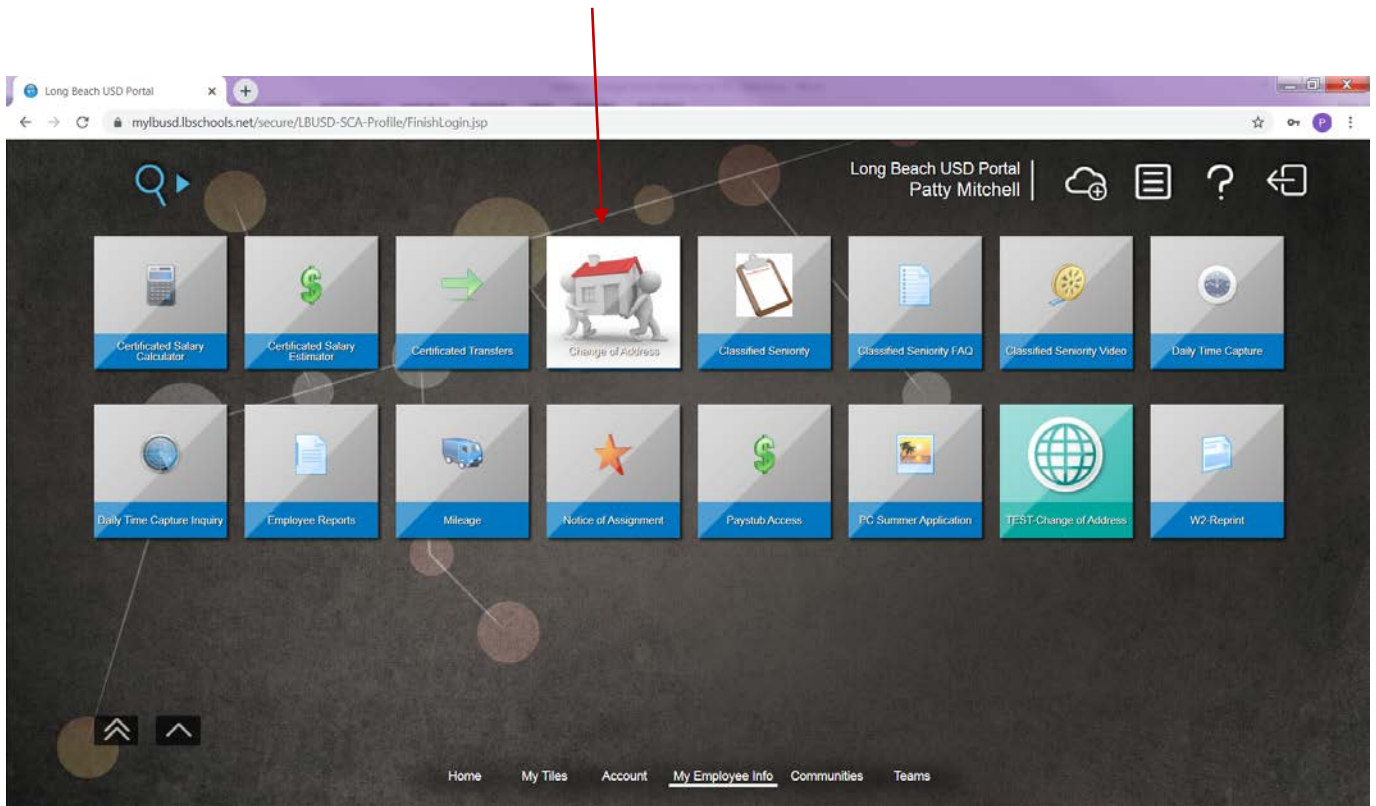 Long Beach USD Portal
mylbusd.lbschools.net/secure/LBUSD-SCA-Profile/FinishLogin.jsp
P
Long Beach USD Portal
Patty Mitchell
Certificated Salary
Calculator
Certificated Salary
Estimator
Certificated Transfers
Change of Address
Classified Seniority
Classified Seniority FAQ
Classified Seniority Video
Daily Time Capture
Daily Time Capture Inquiry
Employee Reports
Mileage
Notice of Assignment
Paystub Access
PC Summer Application
TEST-Change of Address
W2-Reprint
Home My Tiles Account My Employee Info Communities Teams